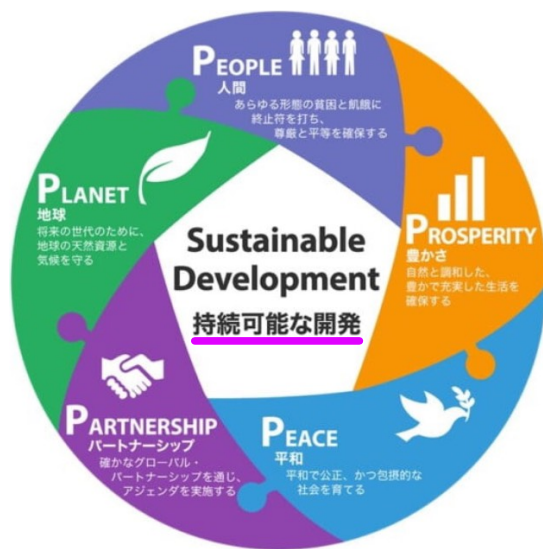 PEOPLE
人間
あらゆる形態の貧困と飢餓に
終止符を打ち、
尊厳と平等を確保する
PROSPERITY
豊かさ
自然と調和した、
豊かで充実した生活を
確保する
PEACE
平和
平和で公正、かつ包摂的な
社会を育てる
PARTNERSHIP
パートナーシップ
確かなグローバル・
パートナーシップを通じ、
アジェンダを実施する
PLANET
地球
将来の世代のために、
地球の天然資源と
気候を守る
Sustainable
Development
持続可能な開発